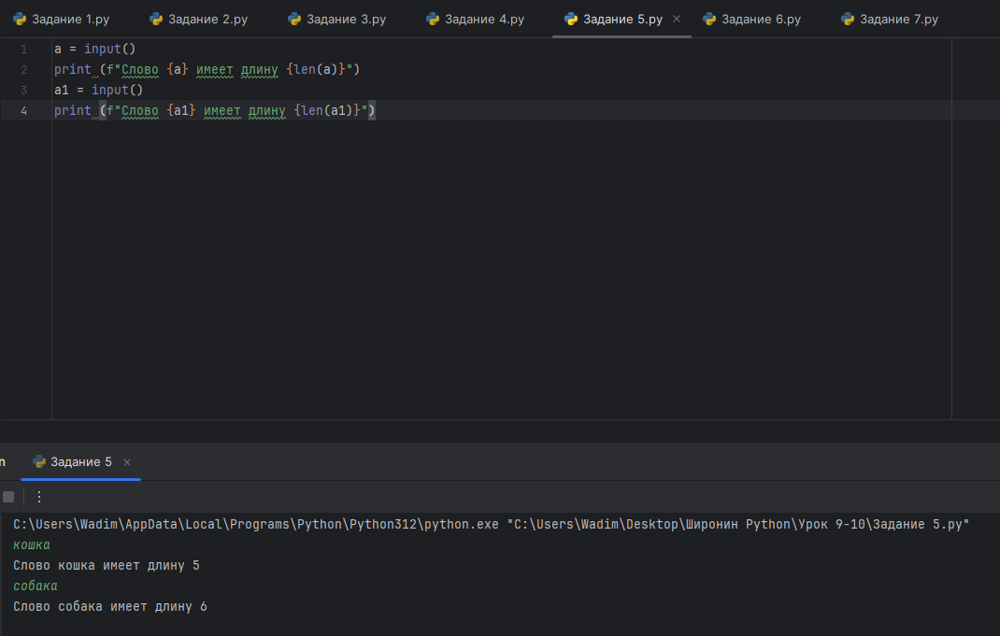 Задание 1.py Задание 2.py Задание 3.py Задание 4.py Задание 5.py Задание 6.py Задание 7.py
1 a = input()
2 print (f"Слово {a} имеет длину {len(a)}")
3 a1 = input()
4 print (f"Слово {a1} имеет длину {len(a1)}")
n Задание 5
C:\Users\Wadim\AppData\Local\Programs\Python\Python312\python.exe "C:\Users\Wadim\Desktop\Широнин Python\Урок 9-10\Задание 5.py"
кошка
Слово кошка имеет длину 5
собака
Слово собака имеет длину 6